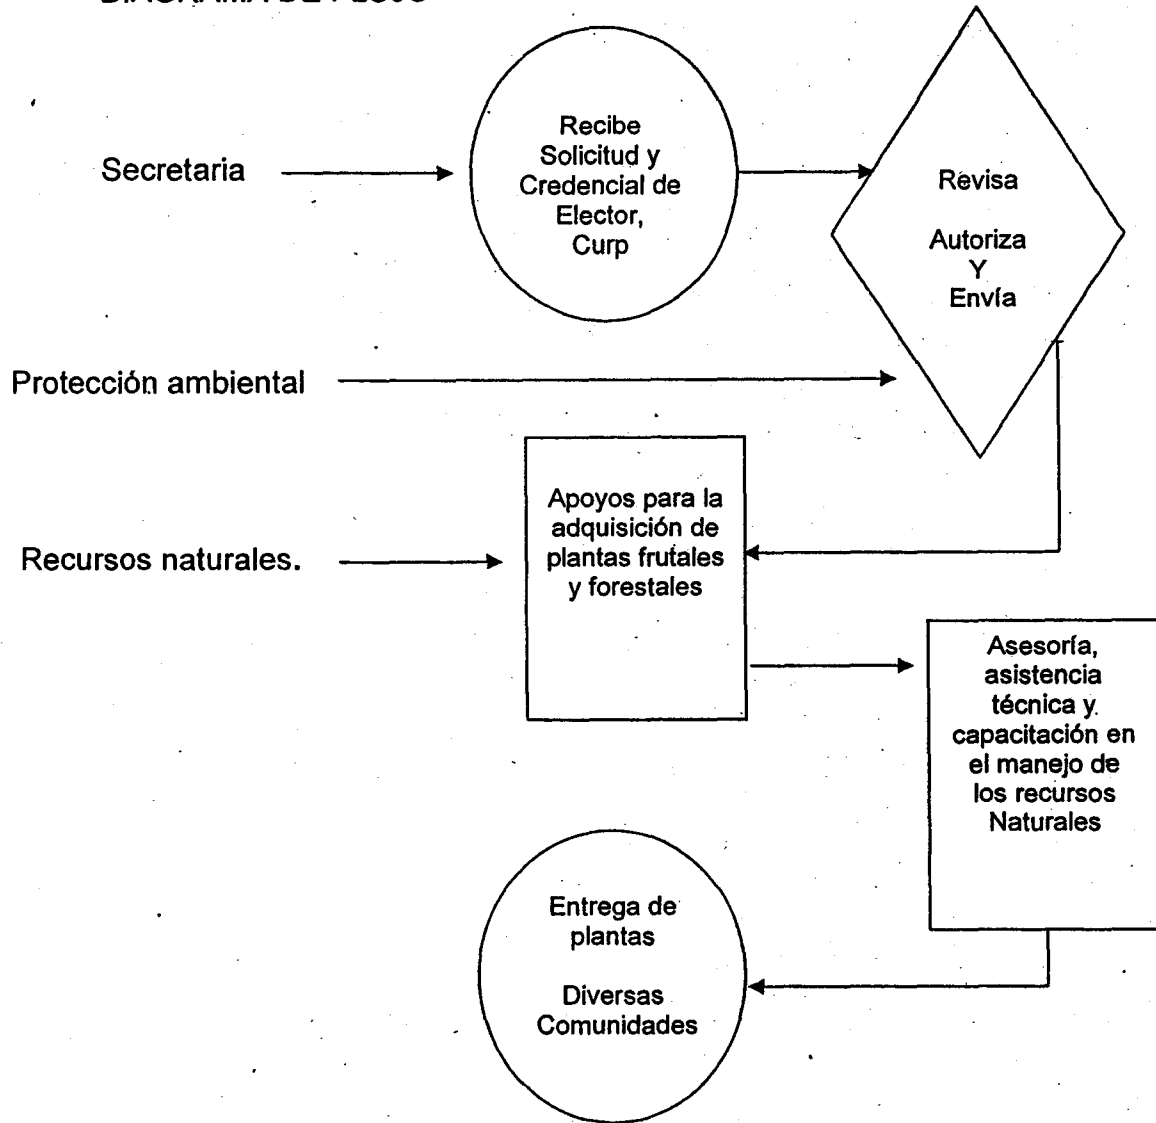 Secretaria
Recibe
Solicitud y
Credencial de
Elector,
Curp
Revisa
Autoriza
Y
Envía
Protección ambiental
Recursos naturales.
Apoyos para la
adquisición de
plantas frutales
y forestales
Asesoría,
asistencia
técnica y
capacitación en
el manejo de
los recursos
Naturales
Entrega de
plantas
Diversas
Comunidades